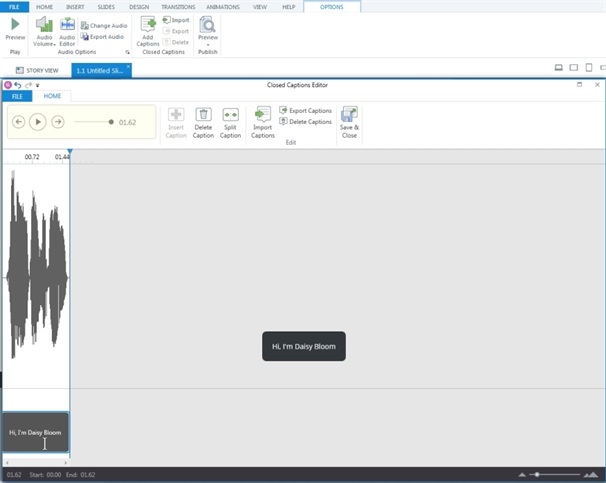 FILE HOME INSERT SLIDES DESIGN TRANSITIONS ANIMATIONS VIEW HELP OPTIONS
Preview
Audio Volume
Audio Editor
Change Audio
Export Audio
Add Captions
Import
Export
Delete
Preview
Play Audio Options Closed Captions Publish
STORY VIEW 1.1 Untitled Sli...
Closed Captions Editor
FILE HOME
01.62
Insert Caption
Delete Caption
Split Caption
Import Captions
Export Captions
Delete Captions
Save & Close
Edit
00.72 01.44
Hi, I'm Daisy Bloom
Hi, I'm Daisy Bloom
01.62 Start: 00.00 End: 01.62